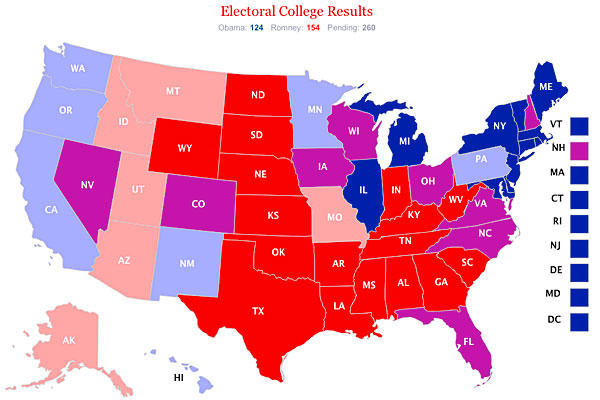 Electoral College Results
Obama: 124 Romney: 154 Pending: 260
WA
MT
ND
MN
ME
OR
ID
WI
NY
VT
SD
MI
WY
NH
IA
PA
NE
MA
NV
UT
CO
IL
IN
OH
WV
VA
CT
CA
KS
MO
KY
RI
NC
TN
NJ
AZ
NM
OK
AR
SC
DE
MS
AL
GA
MD
TX
LA
DC
AK
FL
HI